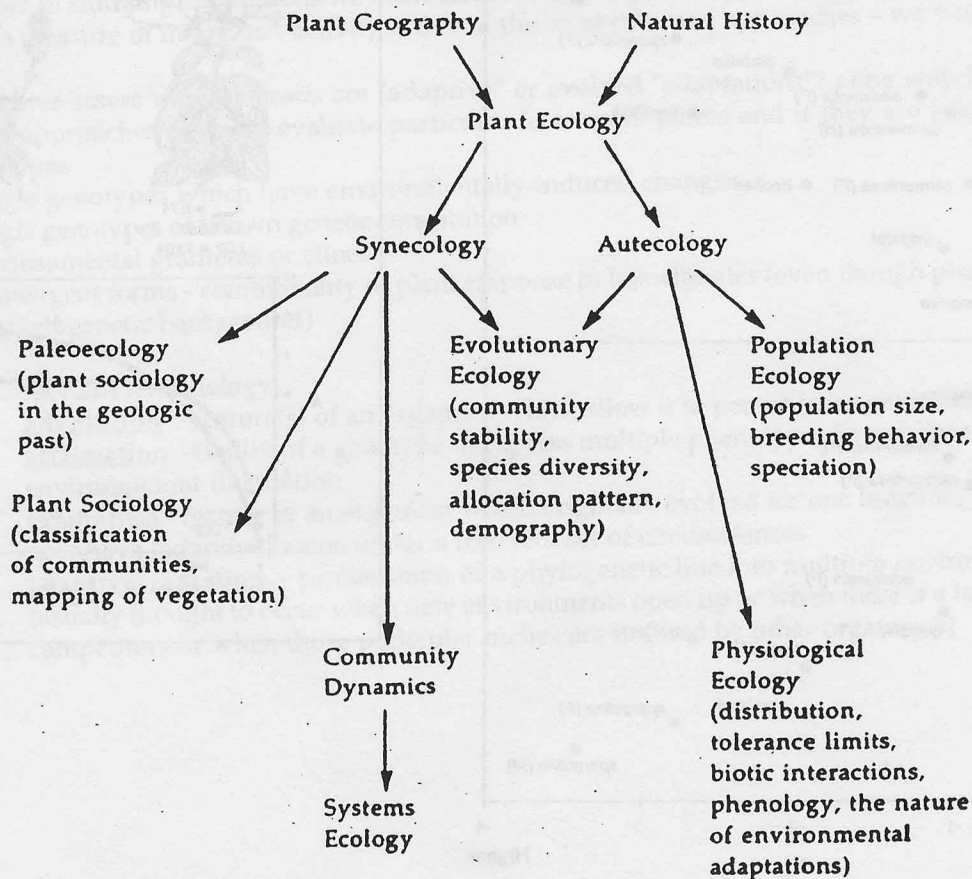 Plant Geography
Natural History
Plant Ecology
Synecology
Autecology
Paleoecology
(plant sociology
in the geologic
past)
Evolutionary
Ecology
(community
stability,
species diversity,
allocation pattern,
demography)
Population
Ecology
(population size,
breeding behavior,
speciation)
Plant Sociology
(classification
of communities,
mapping of vegetation)
Community
Dynamics
Physiological
Ecology
(distribution,
tolerance limits,
biotic interactions,
phenology, the nature
of environmental
adaptations)
Systems
Ecology